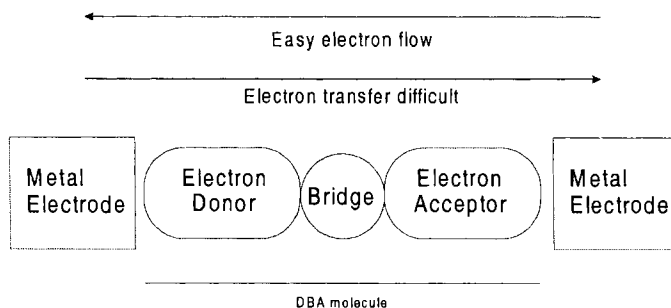 Easy electron flow
Electron transfer difficult
Metal
Electrode
Electron
Donor
Bridge
Electron
Acceptor
Metal
Electrode
DBA molecule